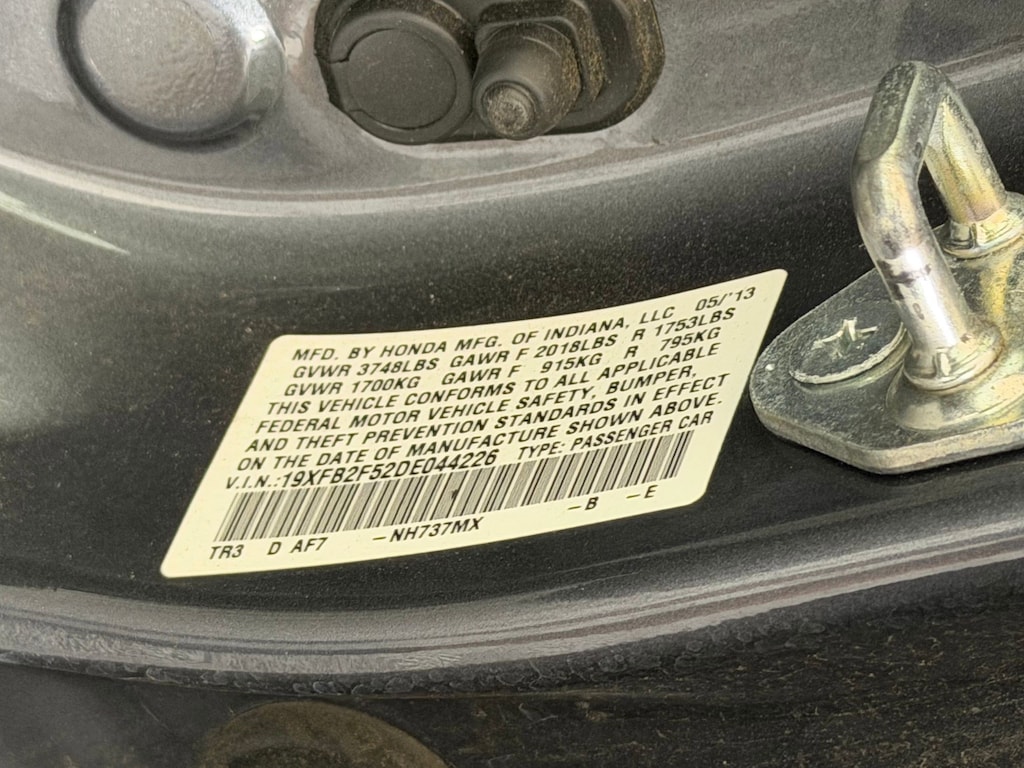 MFD. BY HONDA MFG. OF INDIANA, LLC 05/'13
GVWR 3748LBS GAWR F 2018LBS R 1753LBS
GVWR 1700KG GAWR F 915KG R 795KG
THIS VEHICLE CONFORMS TO ALL APPLICABLE
FEDERAL MOTOR VEHICLE SAFETY, BUMPER,
AND THEFT PREVENTION STANDARDS IN EFFECT
ON THE DATE OF MANUFACTURE SHOWN ABOVE.
V.I.N.:19XFB2F52DE044226 TYPE: PASSENGER CAR
TR3 D AF7 -NH737MX -B -E